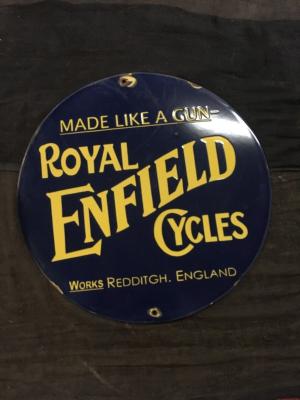 MADE LIKE A GUN-
ROYAL
ENFIELD
CYCLES
WORKS REDDITGH. ENGLAND